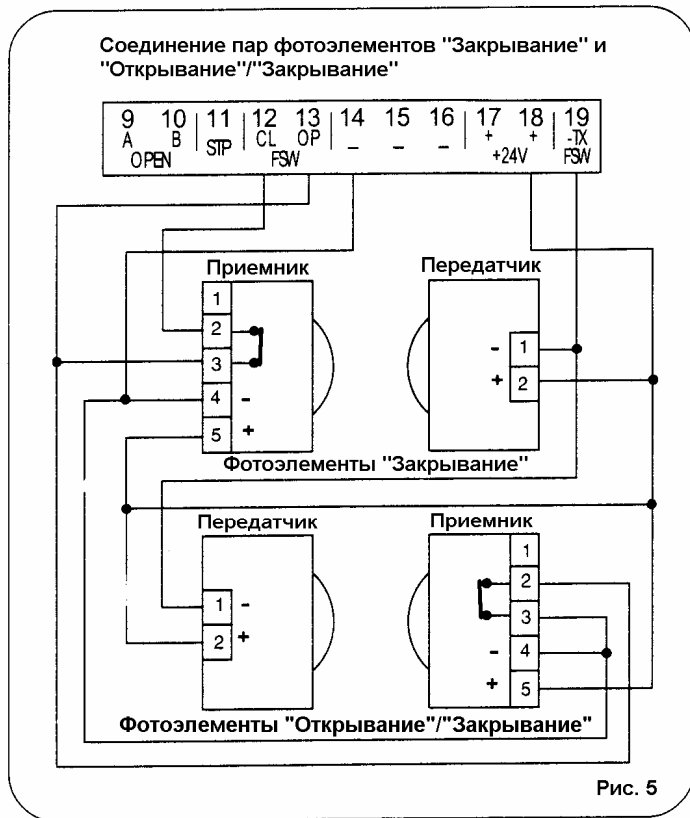 Соединение пар фотоэлементов "Закрывание" и
"Открывание"/"Закрывание"
9 10 11 12 13 14 15 16 17 18 19
A B STP CL OP _ _ _ + + -TX
OPEN FSW +24V FSW
Приемник Передатчик
1
2
3
4 -
5 +
- 1
+ 2
Фотоэлементы "Закрывание"
Передатчик Приемник
1 -
2 +
1
2
3
- 4
+ 5
Фотоэлементы "Открывание"/"Закрывание"
Рис. 5